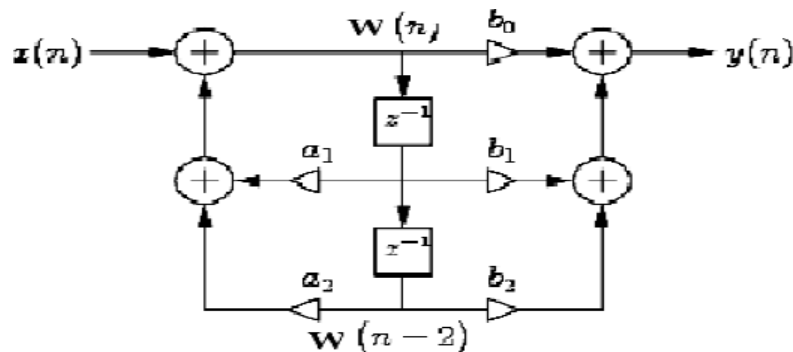 x(n) W(n) b₀ y(n)
z⁻¹
a₁ b₁
z⁻¹
a₂ b₂
W(n−2)